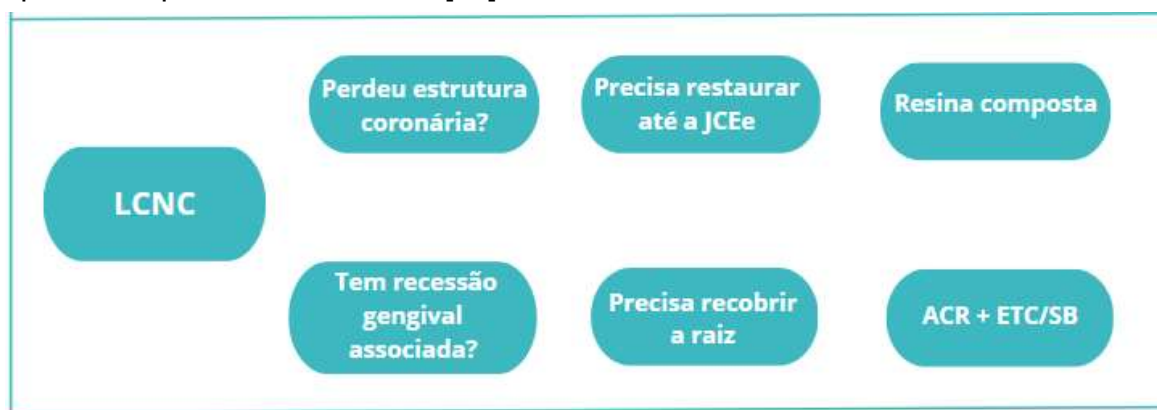 Perdeu estrutura
coronária?
Precisa restaurar
até a JCEe
Resina composta
LCNC
Tem recessão
gengival
associada?
Precisa recobrir
a raiz
ACR + ETC/SB